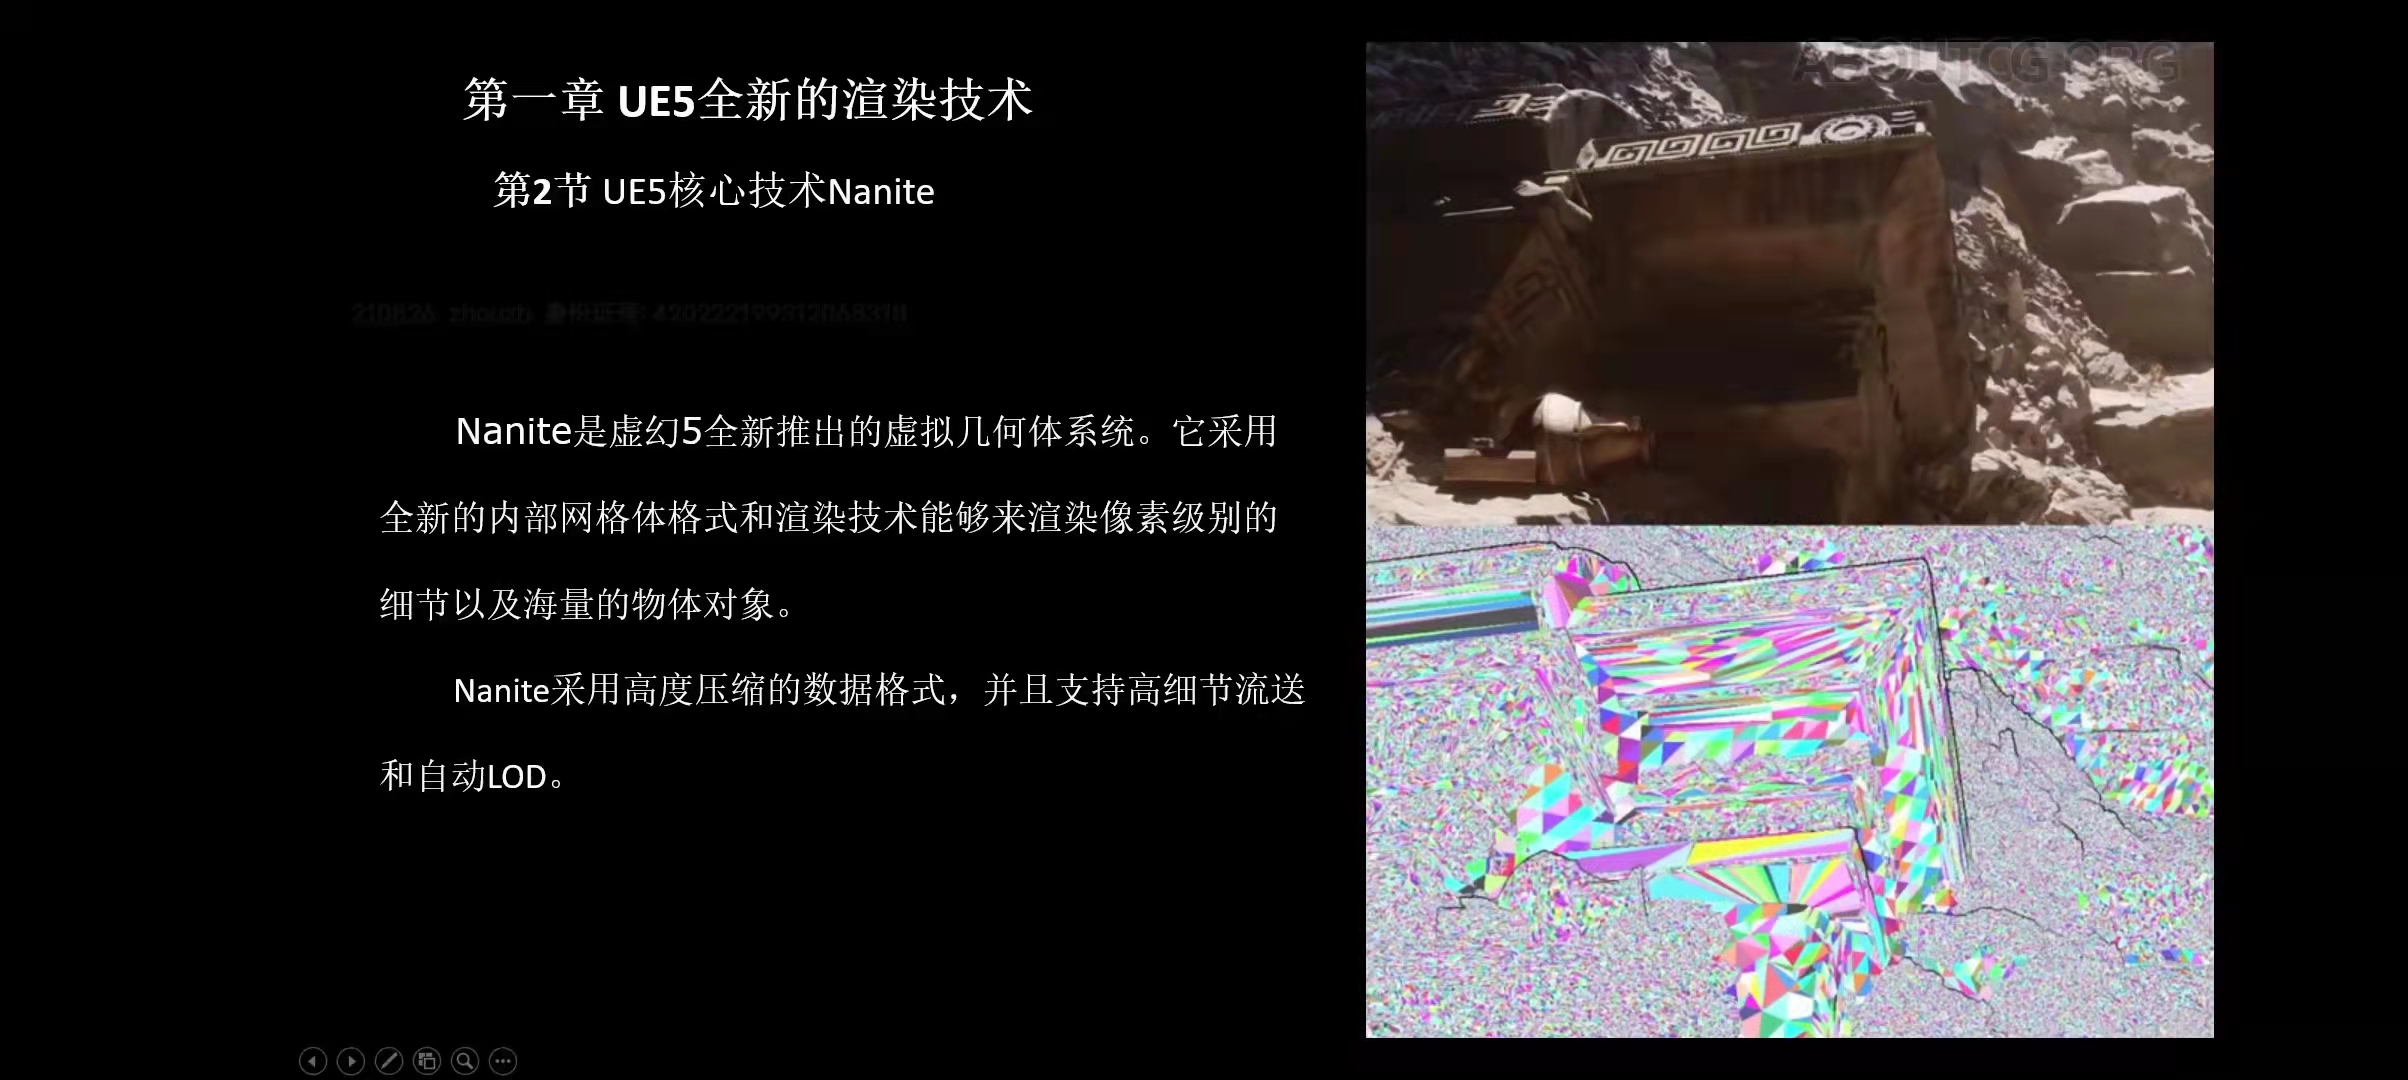 ABOUTCG.ORG
第一章 UE5全新的渲染技术
第2节 UE5核心技术Nanite
Nanite是虚幻5全新推出的虚拟几何体系统。它采用
全新的内部网格体格式和渲染技术能够来渲染像素级别的
细节以及海量的物体对象。
Nanite采用高度压缩的数据格式，并且支持高细节流送
和自动LOD。